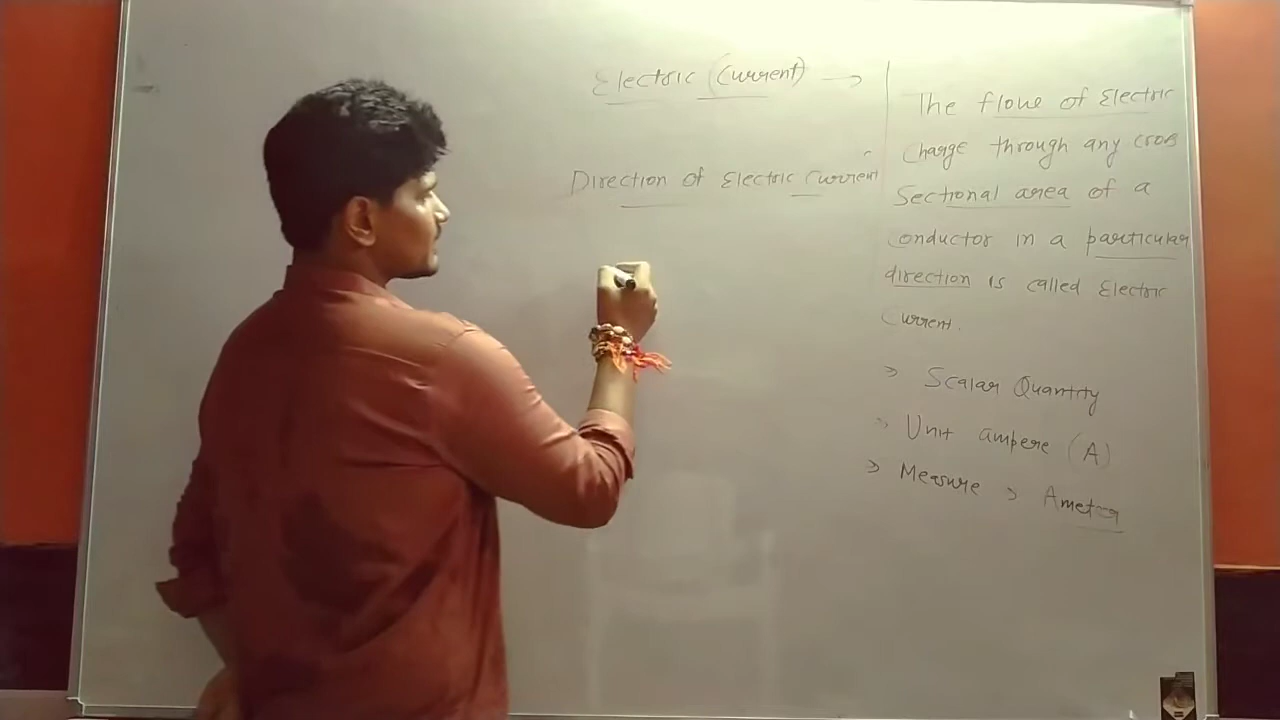 Electric (Current) →
Direction of Electric Current
The flowe of Electric
Charge through any cross
Sectional area of a
Conductor in a particular
direction is called Electric
Current.
> Scalar Quantity
> Unit ampere (A)
> Measure > Ameter